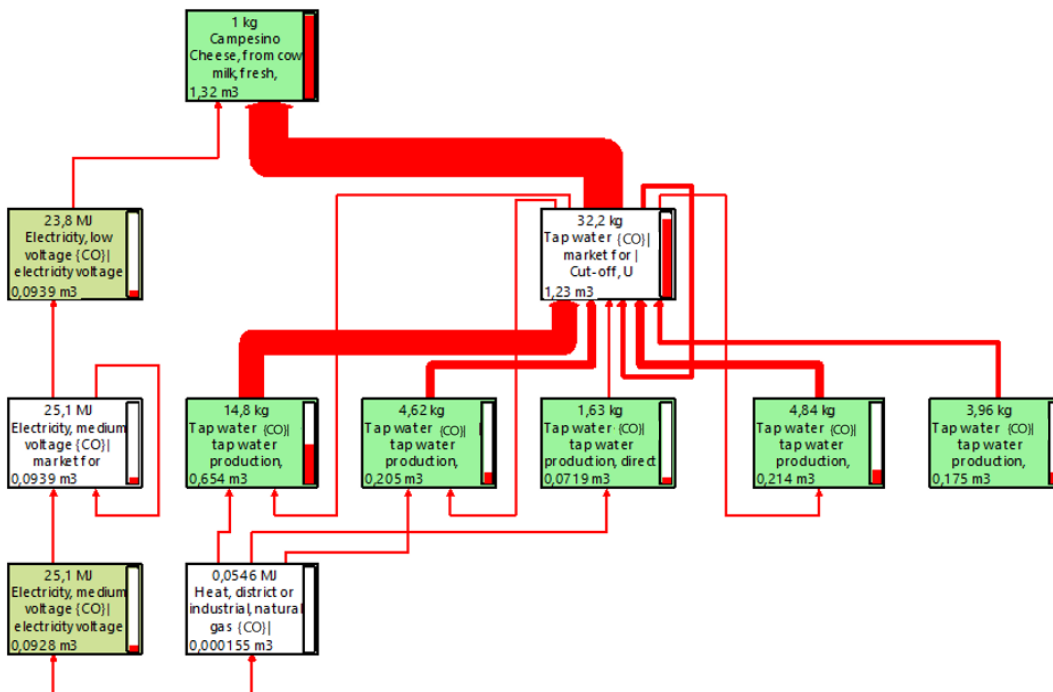 1 kg
Campesino
Cheese, from cow
milk, fresh,
1,32 m3
23,8 MJ
Electricity, low
voltage {CO}|
electricity voltage
0,0939 m3
32,2 kg
Tap water {CO}|
market for |
Cut-off, U
1,23 m3
25,1 MJ
Electricity, medium
voltage {CO}|
market for
0,0939 m3
14,8 kg
Tap water {CO}|
tap water
production,
0,654 m3
4,62 kg
Tap water {CO}|
tap water
production,
0,205 m3
1,63 kg
Tap water {CO}|
tap water
production, direct
0,0719 m3
4,84 kg
Tap water {CO}|
tap water
production,
0,214 m3
3,96 kg
Tap water {CO}|
tap water
production,
0,175 m3
25,1 MJ
Electricity, medium
voltage {CO}|
electricity voltage
0,0928 m3
0,0546 MJ
Heat, district or
industrial, natural
gas {CO}|
0,000155 m3